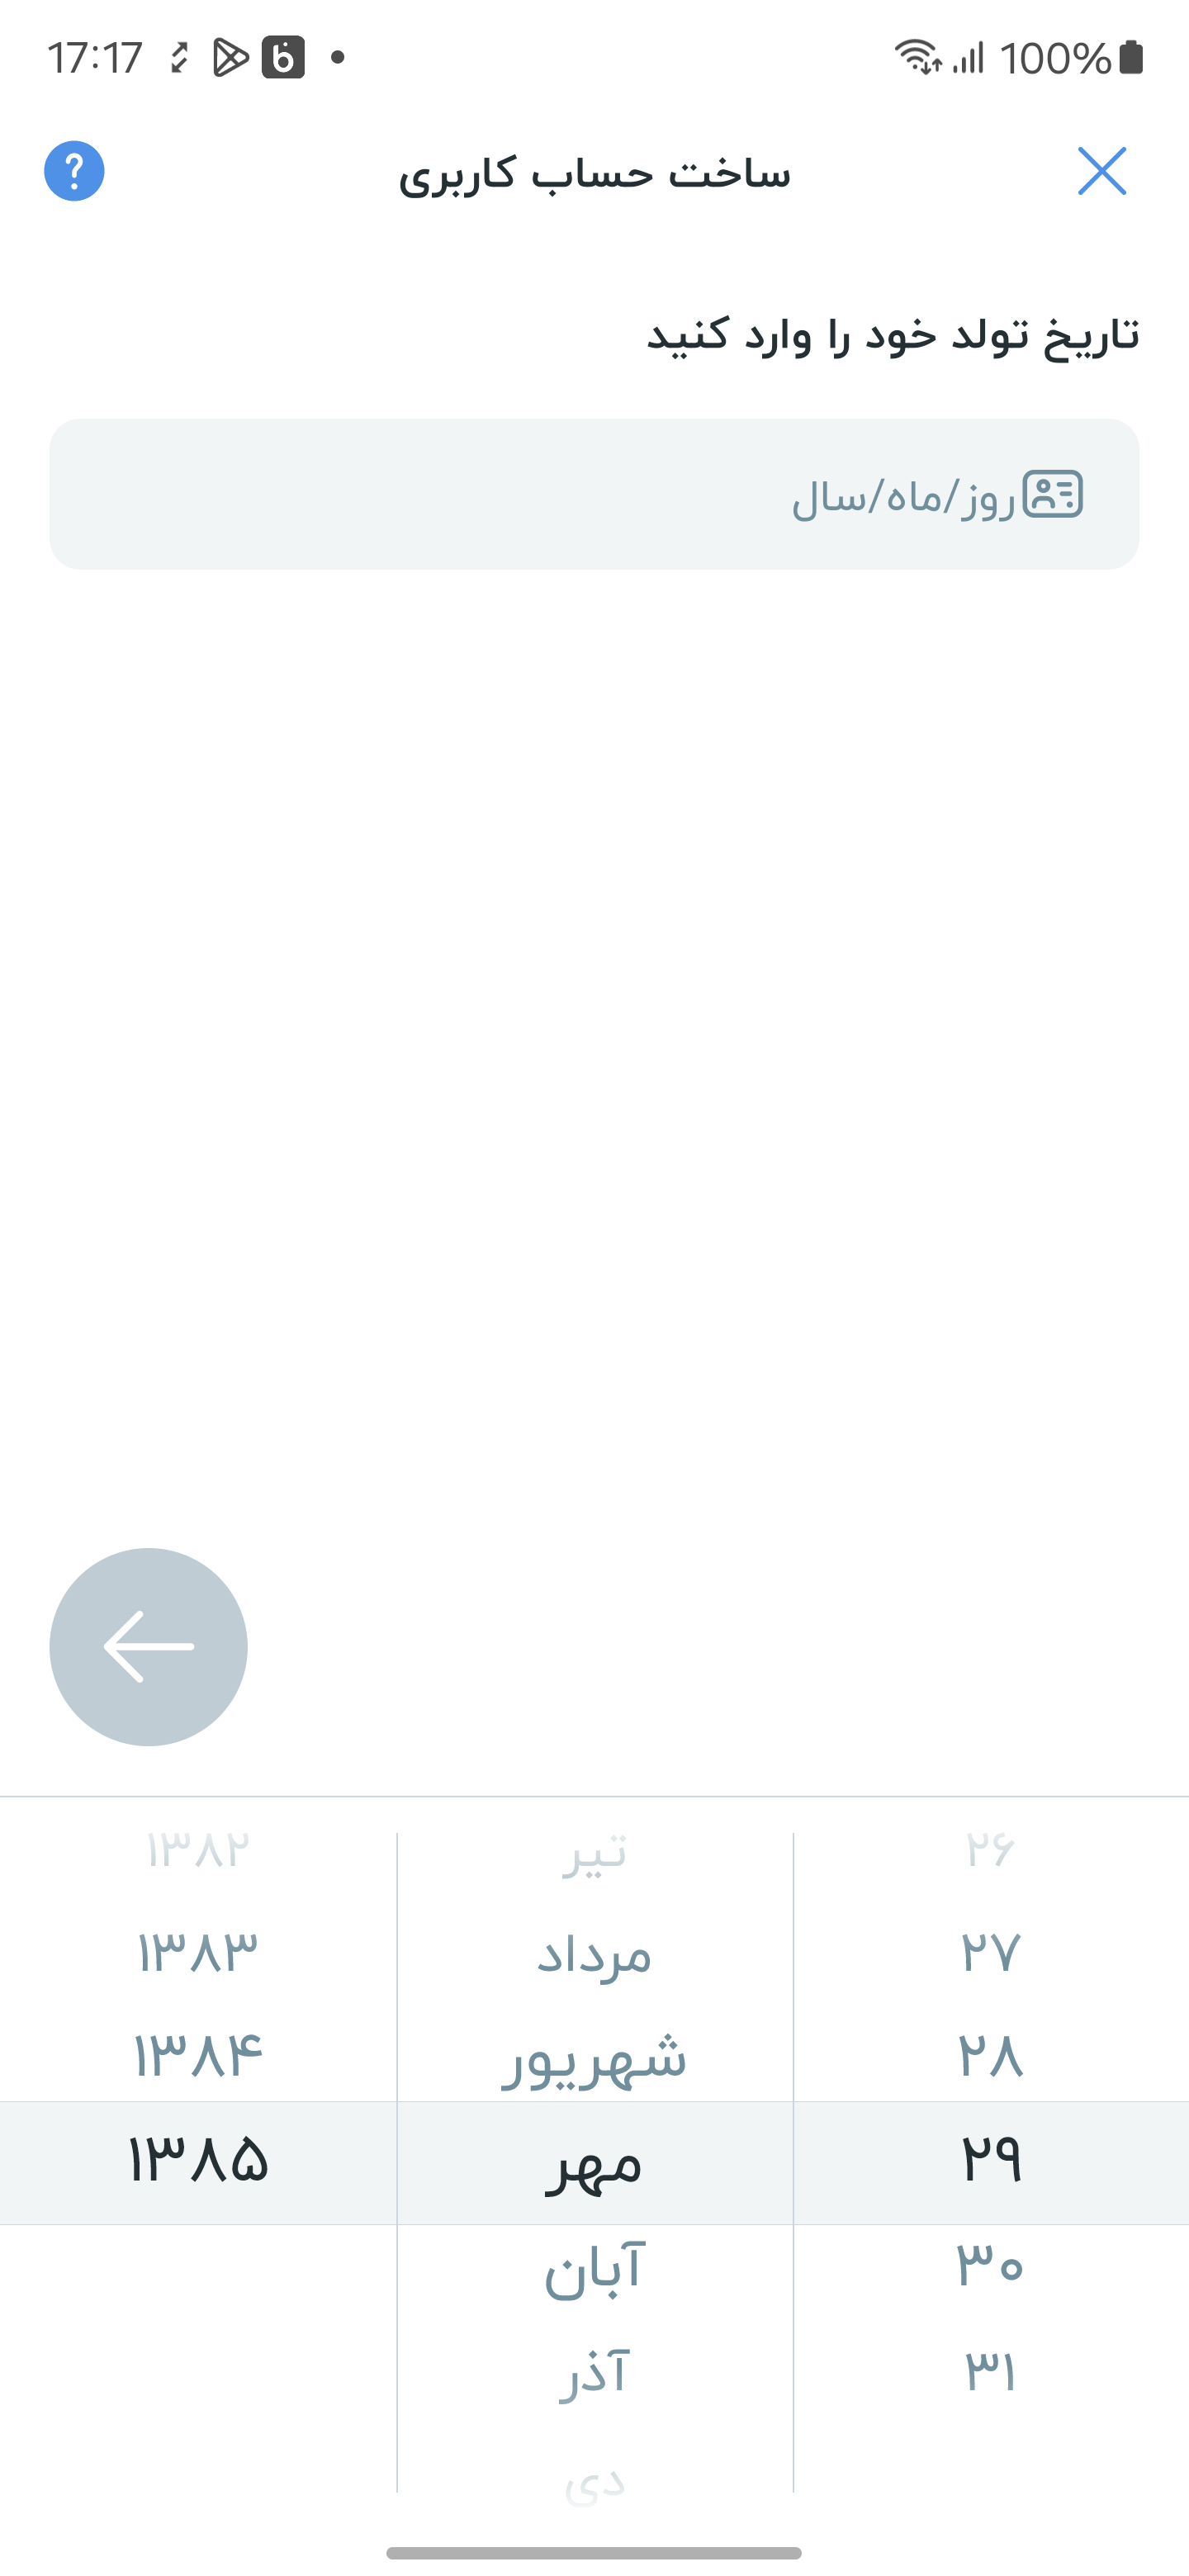 17:17 100%
ساخت حساب کاربری
تاریخ تولد خود را وارد کنید
روز/ماه/سال
۲۶ تیر ۱۳۸۲
۲۷ مرداد ۱۳۸۳
۲۸ شهریور ۱۳۸۴
۲۹ مهر ۱۳۸۵
۳۰ آبان
۳۱ آذر
دی